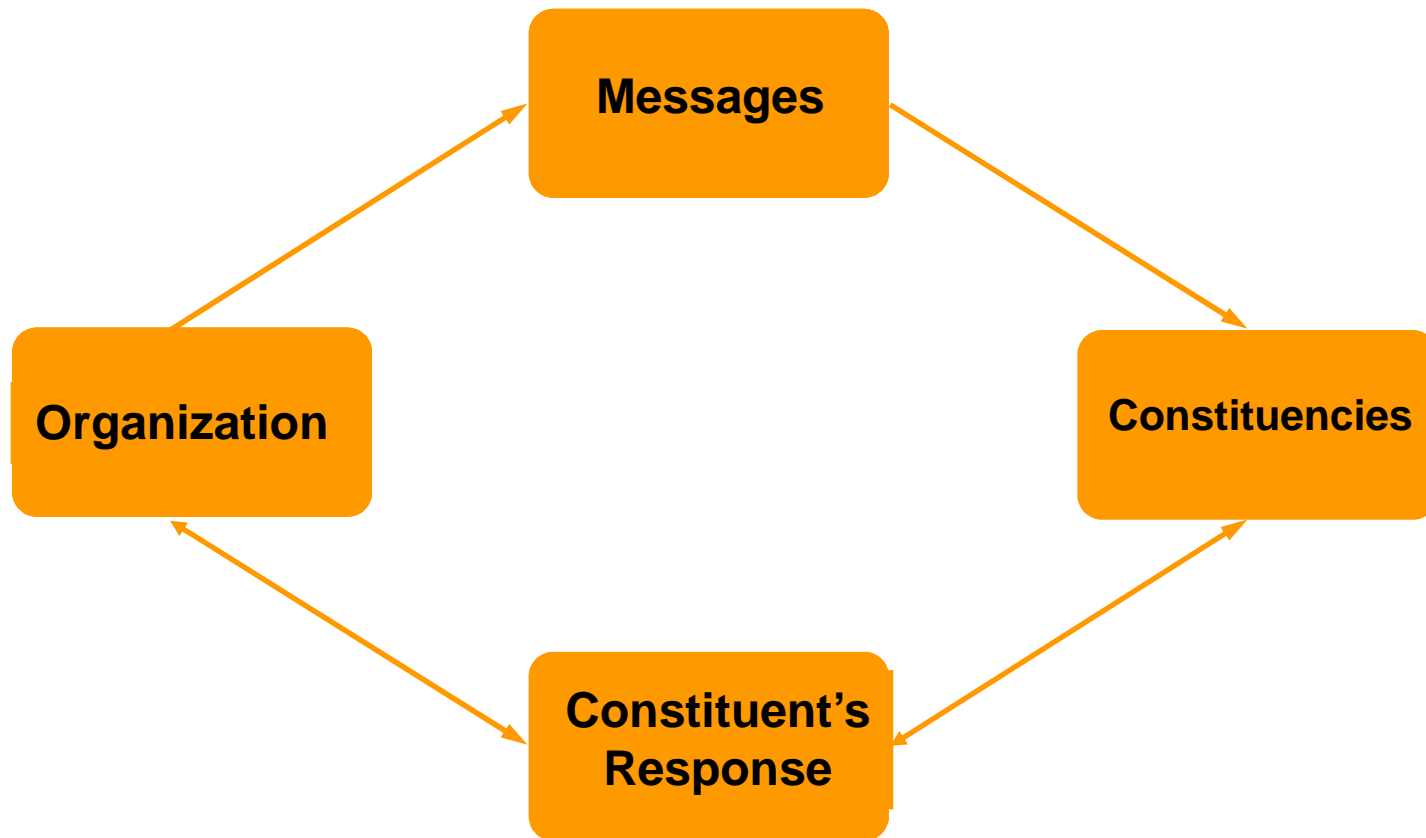 Messages
Organization
Constituencies
Constituent’s
Response